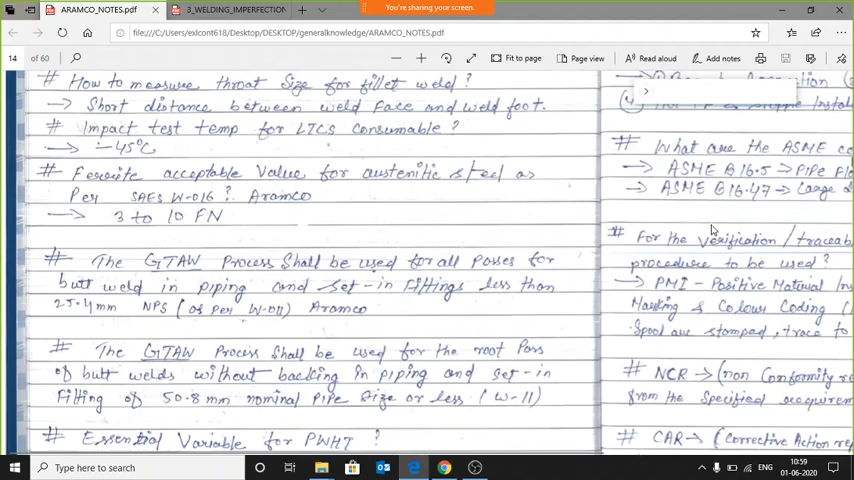 ARAMCO_NOTES.pdf
3_WELDING_IMPERFECTION
You're sharing your screen.
File: C:/Users/exlcont618/Desktop/DESKTOP/generalknowledge/ARAMCO_NOTES.pdf
14 of 60
Fit to page
Page view
Read aloud
Add notes
# How to measure throat Size for fillet weld?
→ Short distance between weld face and weld foot.
# Impact test temp for LTCS consumable?
→ -45°C
# Ferrite acceptable Value for austenitic steel as
Per SAES W-016? Aramco
→ 3 to 10 FN
# The GTAW Process Shall be used for all Passes for
butt weld in piping and set-in Fittings less than
25.4 mm NPS (as per W-011) Aramco
# The GTAW Process Shall be used for the root Pass
of butt welds without backing in piping and set-in
Fitting of 50.8 mm nominal Pipe Size or less (W-11)
# Essential Variable for PWHT ?
(4)
# What are the ASME co
→ ASME B16.5 → Pipe Fl
→ ASME B16.47 → Large d
# For the Verification / traceab
procedure to be used?
→ PMI - Positive Material Ins
Marking & Colour Coding (
Spool are stamped, trace to
# NCR → (non Conformity re
from the Specified requirem
# CAR → (Corrective Action re
Type here to search
ENG
10:59
01-06-2020